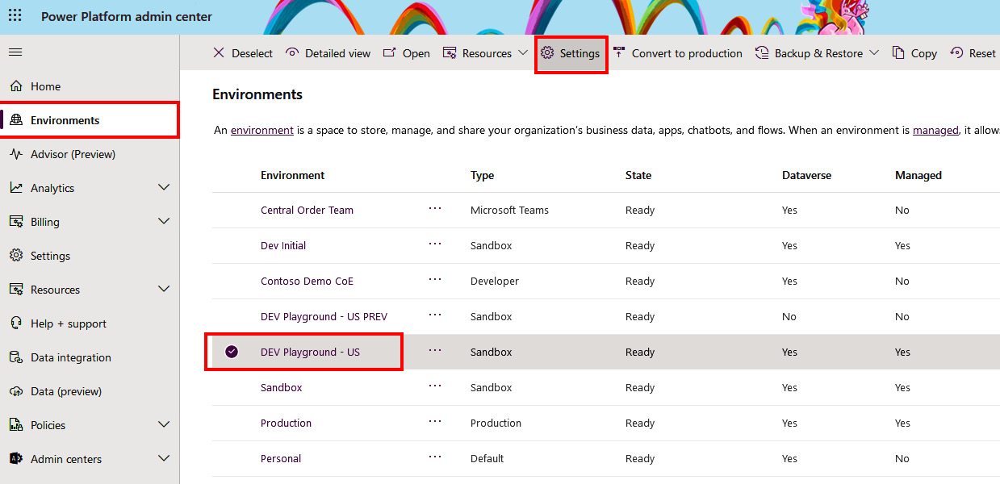 Power Platform admin center
Deselect Detailed view Open Resources Settings Convert to production Backup & Restore Copy Reset
Home
Environments
Advisor (Preview)
Analytics
Billing
Settings
Resources
Help + support
Data integration
Data (preview)
Policies
Admin centers
Environments
An environment is a space to store, manage, and share your organization's business data, apps, chatbots, and flows. When an environment is managed, it allow
Environment Type State Dataverse Managed
Central Order Team ... Microsoft Teams Ready Yes No
Dev Initial ... Sandbox Ready Yes Yes
Contoso Demo CoE ... Developer Ready Yes No
DEV Playground - US PREV ... Sandbox Ready No No
DEV Playground - US ... Sandbox Ready Yes Yes
Sandbox ... Sandbox Ready Yes Yes
Production ... Production Ready Yes Yes
Personal ... Default Ready Yes No